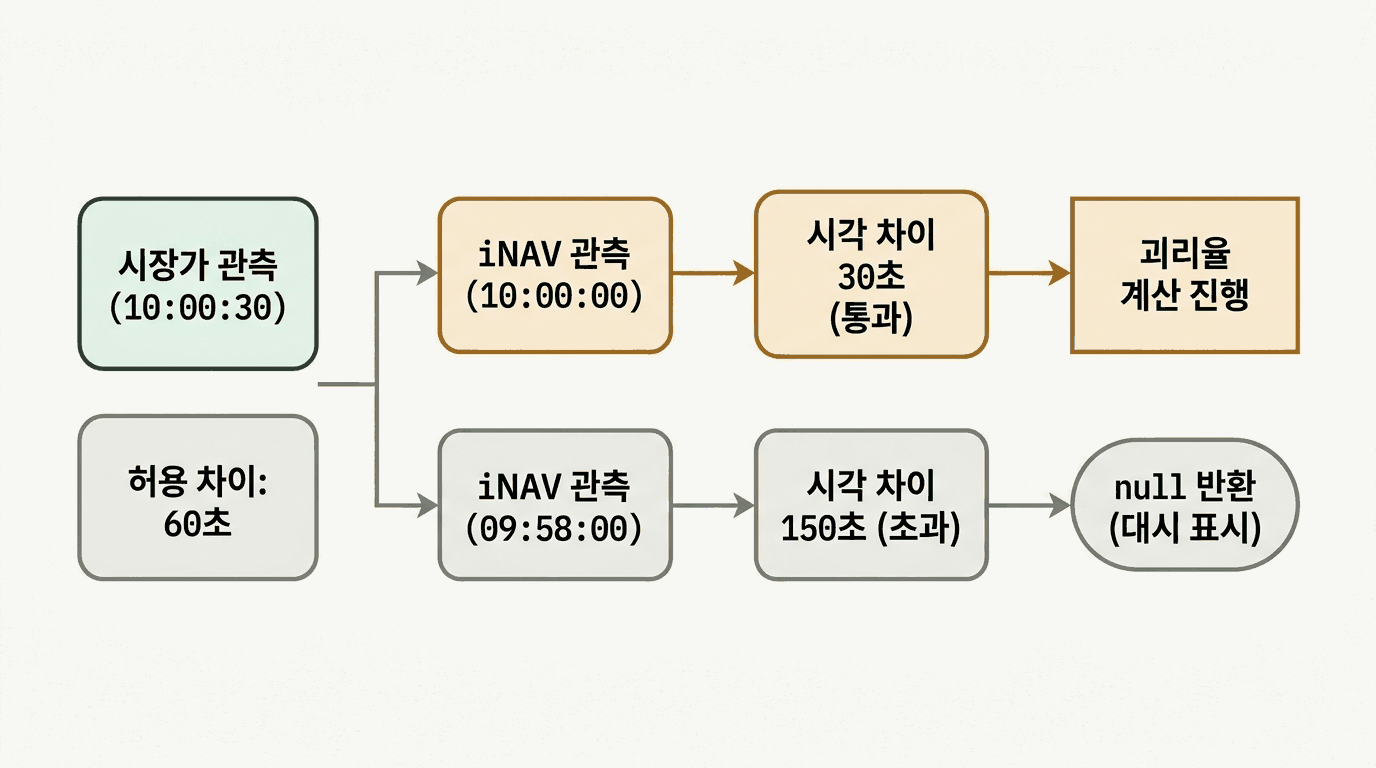 시장가 관측
(10:00:30)
허용 차이:
60초
iNAV 관측
(10:00:00)
시각 차이
30초
(통과)
괴리율
계산 진행
iNAV 관측
(09:58:00)
시각 차이
150초 (초과)
null 반환
(대시 표시)